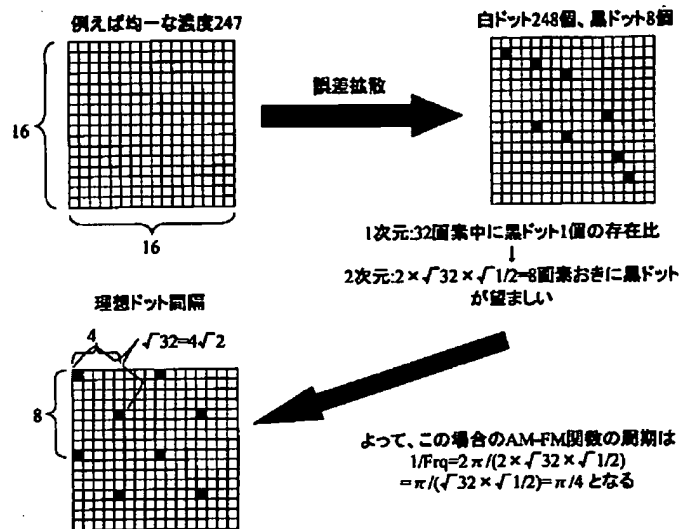 例えば均一な濃度247
16
16
誤差拡散
白ドット248個、黒ドット8個
1次元:32画素中に黒ドット1個の存在比
↓
2次元:2×√32×√1/2=8画素おきに黒ドット
が望ましい
理想ドット間隔
4
√32=4√2
8
よって、この場合のAM-FM関数の周期は
1/Frq=2π/(2×√32×√1/2)
=π/(√32×√1/2)=π/4 となる